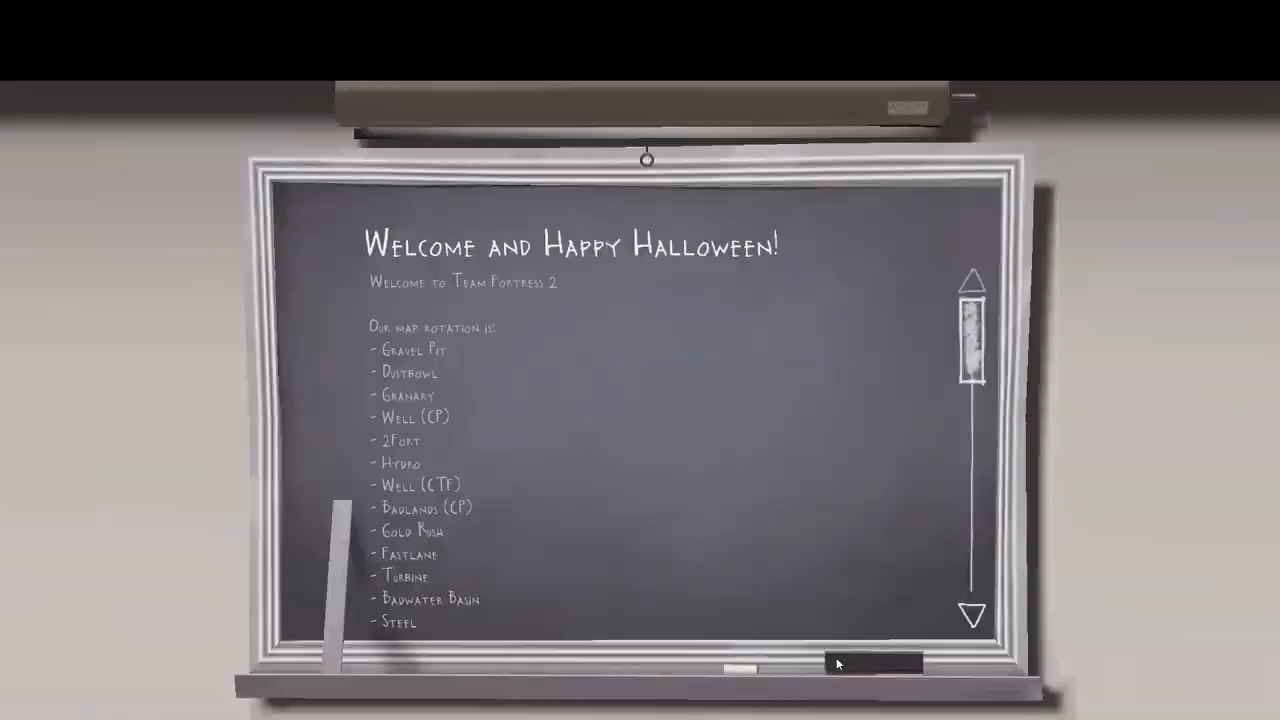 Welcome and Happy Halloween!
Welcome to Team Fortress 2
Our map rotation is:
- Gravel Pit
- Dustbowl
- Granary
- Well (CP)
- 2Fort
- Hydro
- Well (CTF)
- Badlands (CP)
- Gold Rush
- Fastlane
- Turbine
- Badwater Basin
- Steel